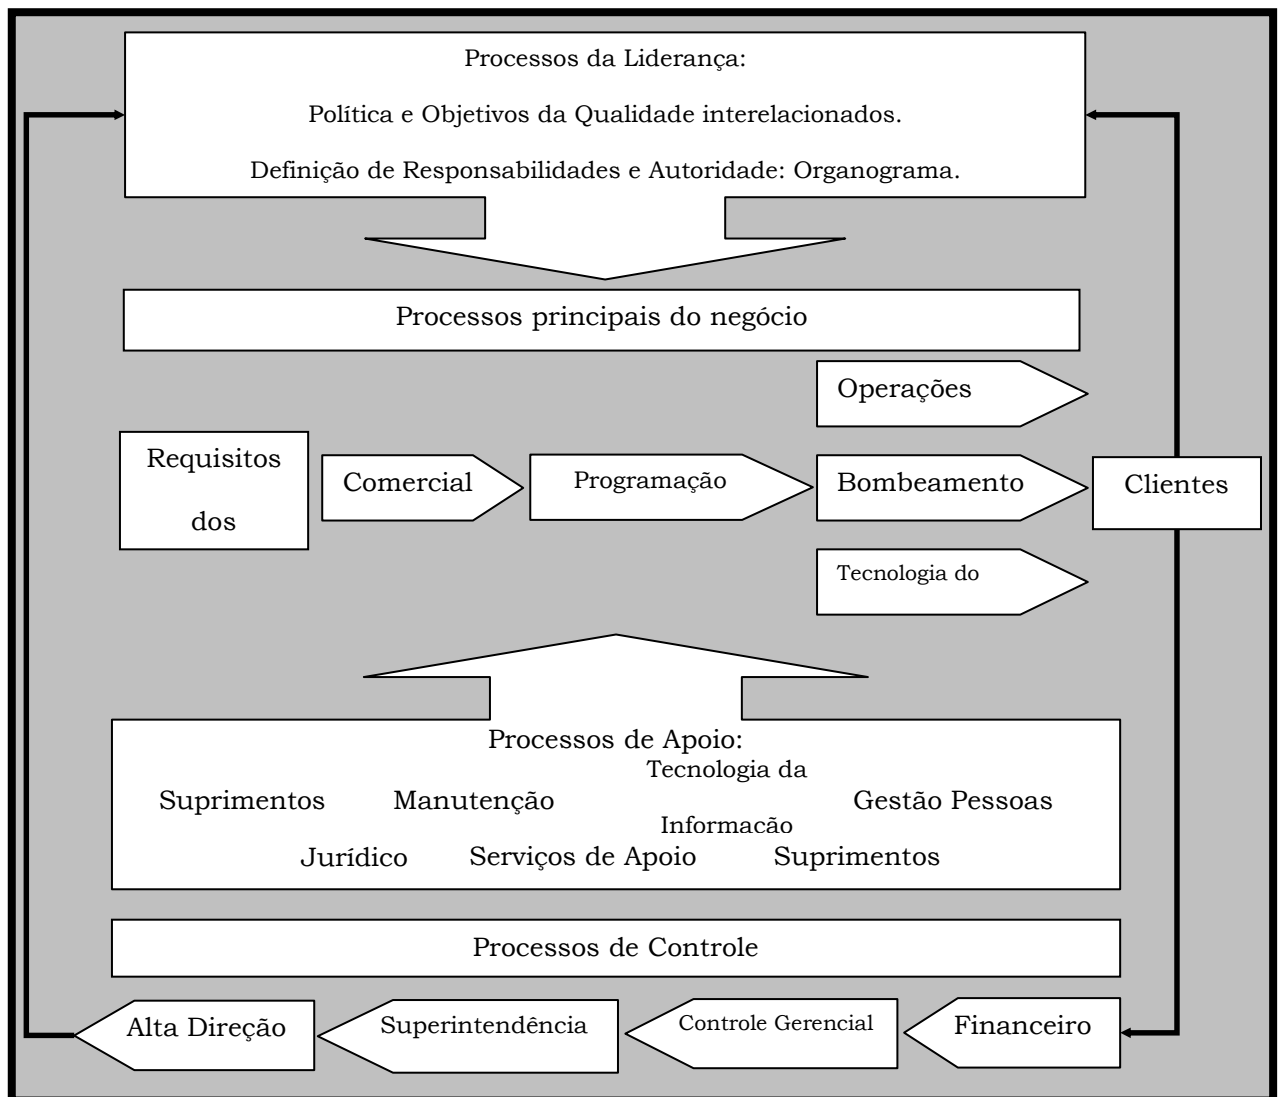 Processos da Liderança:
Política e Objetivos da Qualidade interelacionados.
Definição de Responsabilidades e Autoridade: Organograma.
Processos principais do negócio
Operações
Requisitos
dos
Comercial
Programação
Bombeamento
Clientes
Tecnologia do
Processos de Apoio:
Tecnologia da
Informacão
Suprimentos
Manutenção
Gestão Pessoas
Jurídico
Serviços de Apoio
Suprimentos
Processos de Controle
Alta Direção
Superintendência
Controle Gerencial
Financeiro